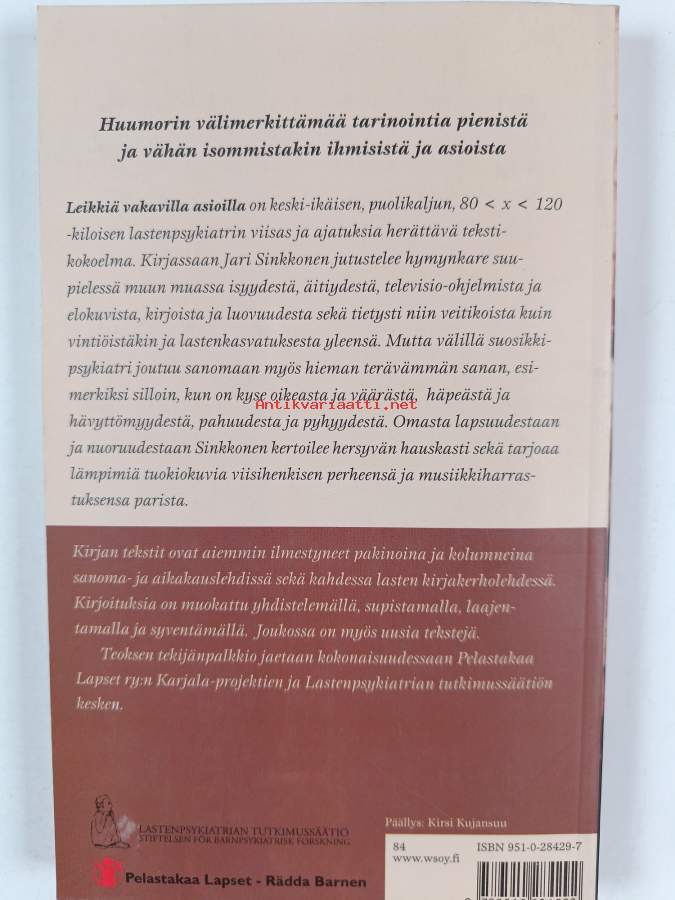 Huumorin välimerkittämää tarinointia pienistä
ja vähän isommistakin ihmisistä ja asioista
Leikkiä vakavilla asioilla on keski-ikäisen, puolikaljun, 80 < x < 120
-kiloisen lastenpsykiatrin viisas ja ajatuksia herättävä teksti-
kokoelma. Kirjassaan Jari Sinkkonen jutustelee hymynkare suu-
pielessä muun muassa isyydestä, äitiydestä, televisio-ohjelmista ja
elokuvista, kirjoista ja luovuudesta sekä tietysti niin veitikoista kuin
vintiöistäkin ja lastenkasvatuksesta yleensä. Mutta välillä suosikki-
psykiatri joutuu sanomaan myös hieman terävämmän sanan, esi-
merkiksi silloin, kun on kyse oikeasta ja väärästä, häpeästä ja
Antikvariaatti.net
hävyttömyydestä, pahuudesta ja pyhyydestä. Omasta lapsuudestaan
ja nuoruudestaan Sinkkonen kertoilee hersyvän hauskasti sekä tarjoaa
lämpimiä tuokiokuvia viisihenkisen perheensä ja musiikkiharras-
tuksensa parista.
Kirjan tekstit ovat aiemmin ilmestyneet pakinoina ja kolumneina
sanoma- ja aikakauslehdissä sekä kahdessa lasten kirjakerholehdessä.
Kirjoituksia on muokattu yhdistelemällä, supistamalla, laajen-
tamalla ja syventämällä. Joukossa on myös uusia tekstejä.
Teoksen tekijänpalkkio jaetaan kokonaisuudessaan Pelastakaa
Lapset ry:n Karjala-projektien ja Lastenpsykiatrian tutkimussäätiön
kesken.
LASTENPSYKIATRIAN TUTKIMUSSÄÄTIÖ
STIFTELSEN FÖR BARNPSYKIATRISK FORSKNING
Pelastakaa Lapset - Rädda Barnen
Päällys: Kirsi Kujansuu
84 ISBN 951-0-28429-7
www.wsoy.fi